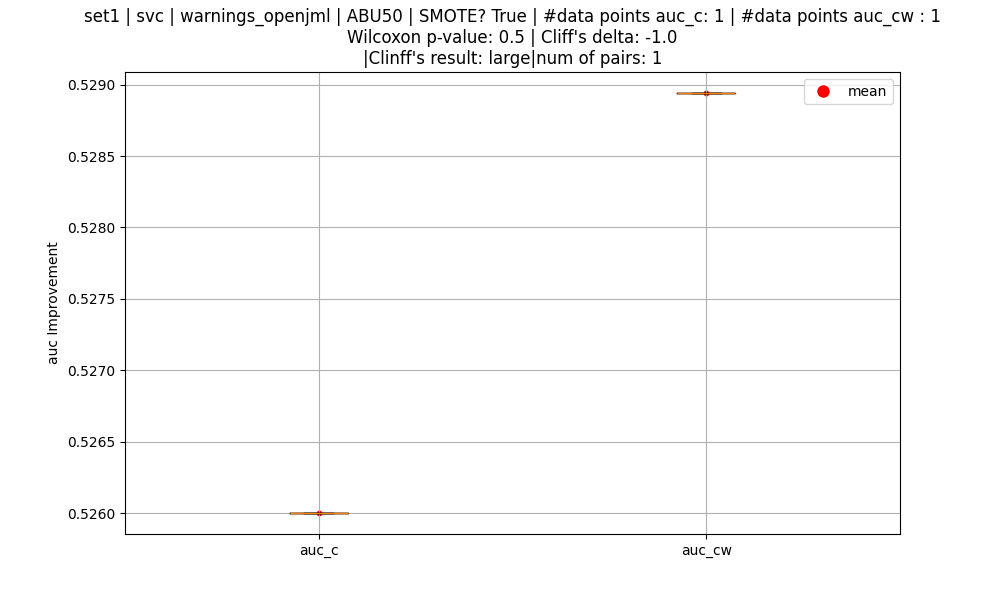 set1 | svc | warnings_openjml | ABU50 | SMOTE? True | #data points auc_c: 1 | #data points auc_cw : 1
Wilcoxon p-value: 0.5 | Cliff's delta: -1.0
|Clinff's result: large|num of pairs: 1
mean
0.5290
0.5285
0.5280
0.5275
0.5270
0.5265
0.5260
auc Improvement
auc_c
auc_cw